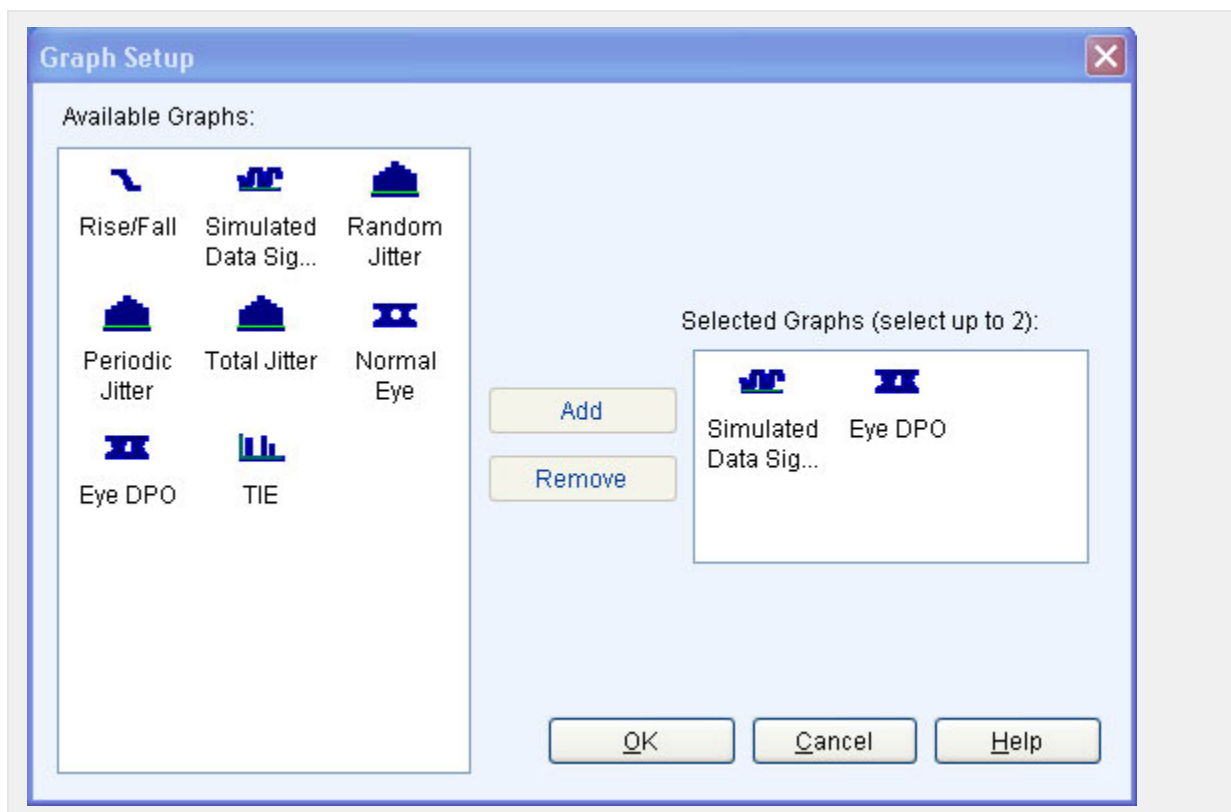 Graph Setup
Available Graphs:
Rise/Fall
Simulated
Data Sig...
Random
Jitter
Periodic
Jitter
Total Jitter
Normal
Eye
Eye DPO
TIE
Add
Remove
Selected Graphs (select up to 2):
Simulated
Data Sig...
Eye DPO
OK
Cancel
Help